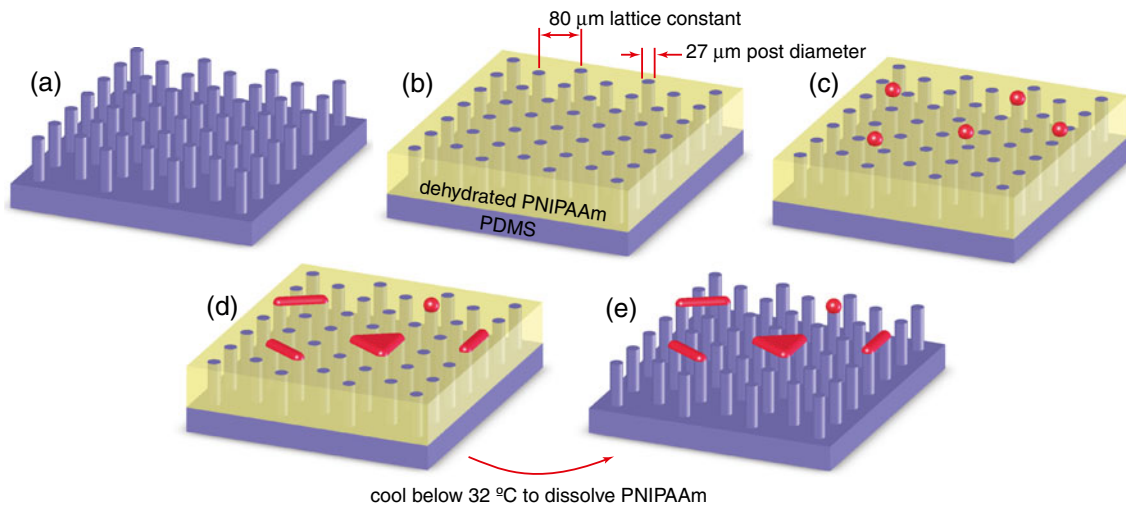 80 μm lattice constant
27 μm post diameter
(a)
(b)
(c)
dehydrated PNIPAAm
PDMS
(d)
(e)
cool below 32 ºC to dissolve PNIPAAm